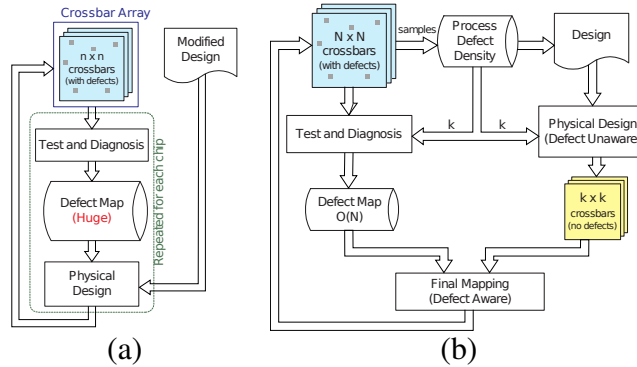 Crossbar Array
n x n
crossbars
(with defects)
Modified
Design
Test and Diagnosis
Defect Map
(Huge)
Physical
Design
Repeated for each chip
(a)
N x N
crossbars
(with defects)
samples
Process
Defect
Density
Design
k
k
Test and Diagnosis
Physical Design
(Defect Unaware)
Defect Map
O(N)
k x k
crossbars
(no defects)
Final Mapping
(Defect Aware)
(b)